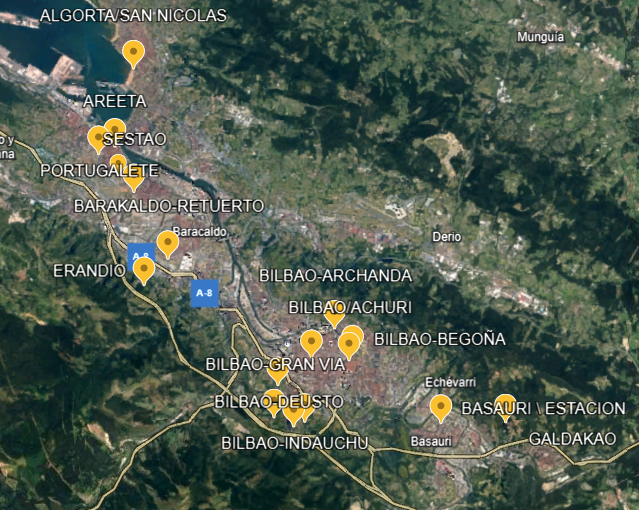 ALGORTA/SAN NICOLAS
Munguia
AREETA
SESTAO
o y
ana
PORTUGALETE
BARAKALDO-RETUERTO
Baracaldo
Derio
A-8
ERANDIO
BILBAO-ARCHANDA
A-8
BILBAO/ACHURI
BILBAO-BEGOÑA
BILBAO-GRAN VIA
Echévarri
BILBAO-DEUSTO
BASAURI \ ESTACION
BILBAO-INDAUCHU
Basauri
GALDAKAO